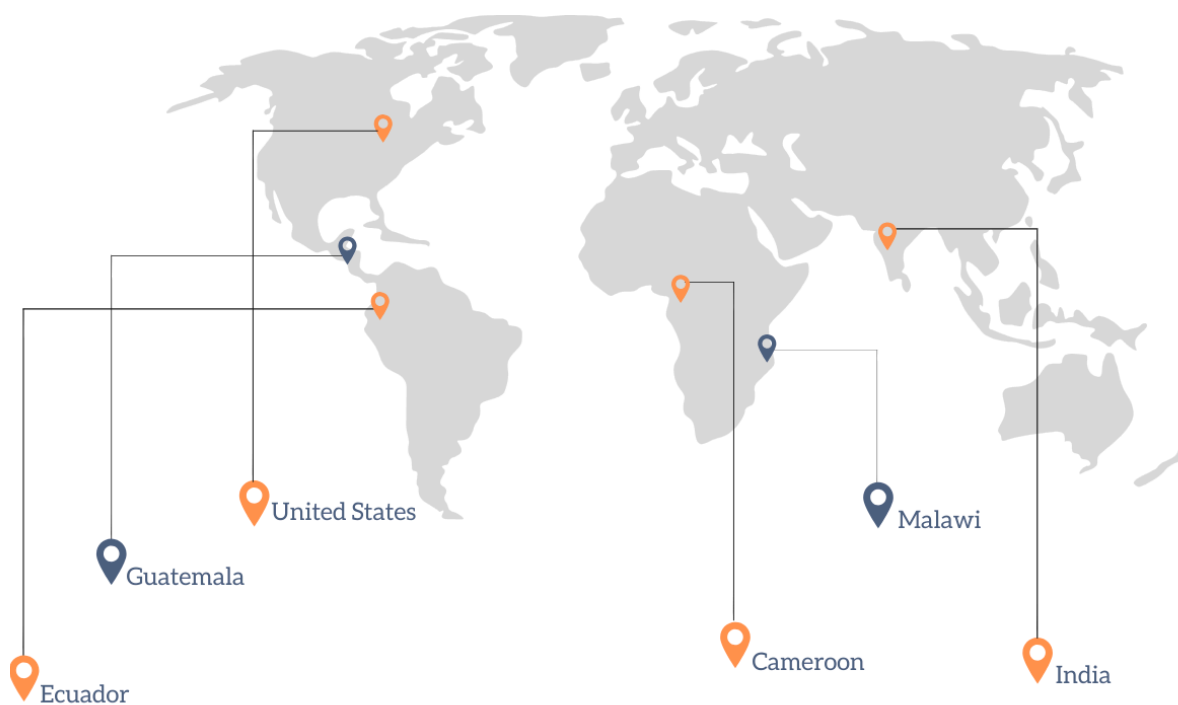 United States
Malawi
Guatemala
Cameroon
India
Ecuador